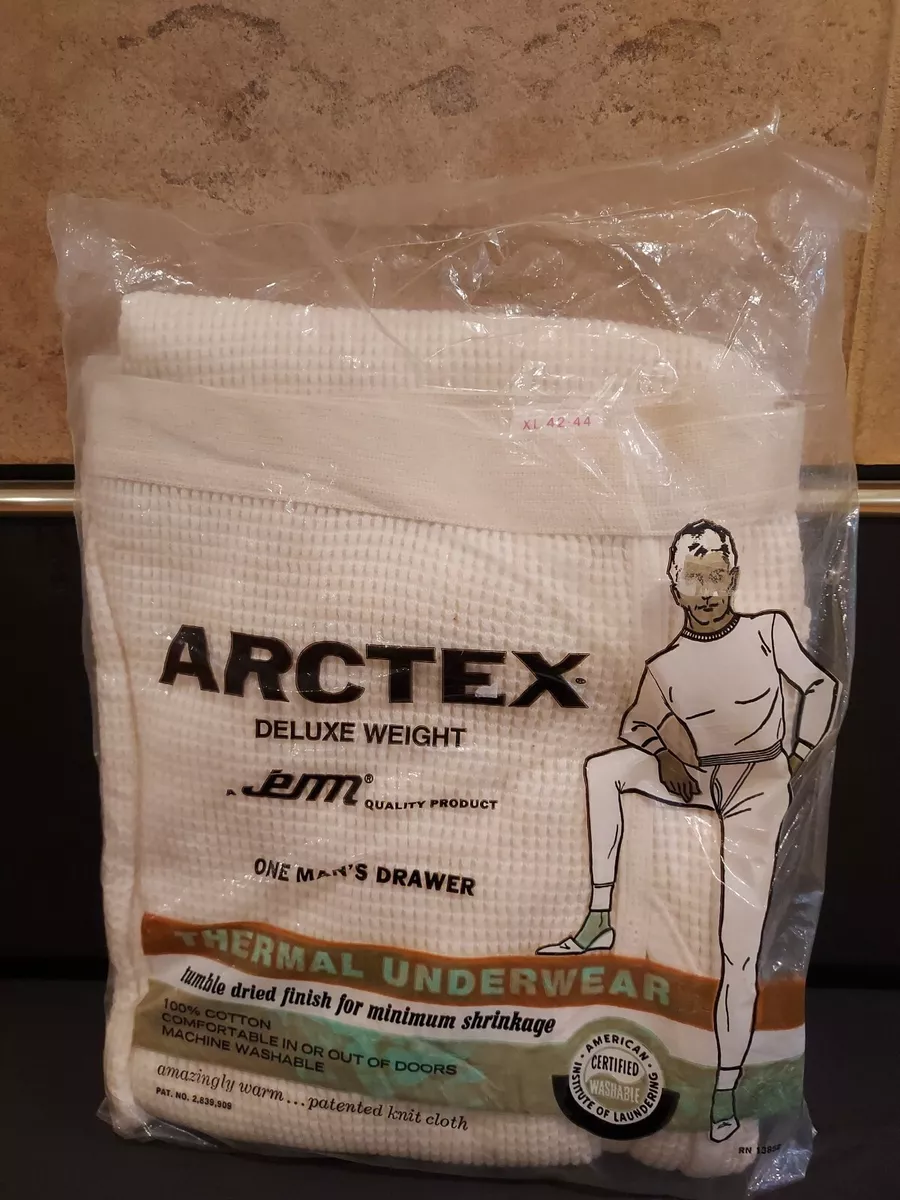 XL 42-44
ARCTEX®
DELUXE WEIGHT
A Jem® QUALITY PRODUCT
ONE MAN'S DRAWER
THERMAL UNDERWEAR
tumble dried finish for minimum shrinkage
100% COTTON
COMFORTABLE IN OR OUT OF DOORS
MACHINE WASHABLE
amazingly warm...patented knit cloth
PAT. NO. 2,839,909
AMERICAN
INSTITUTE OF LAUNDERING
CERTIFIED
WASHABLE
RN